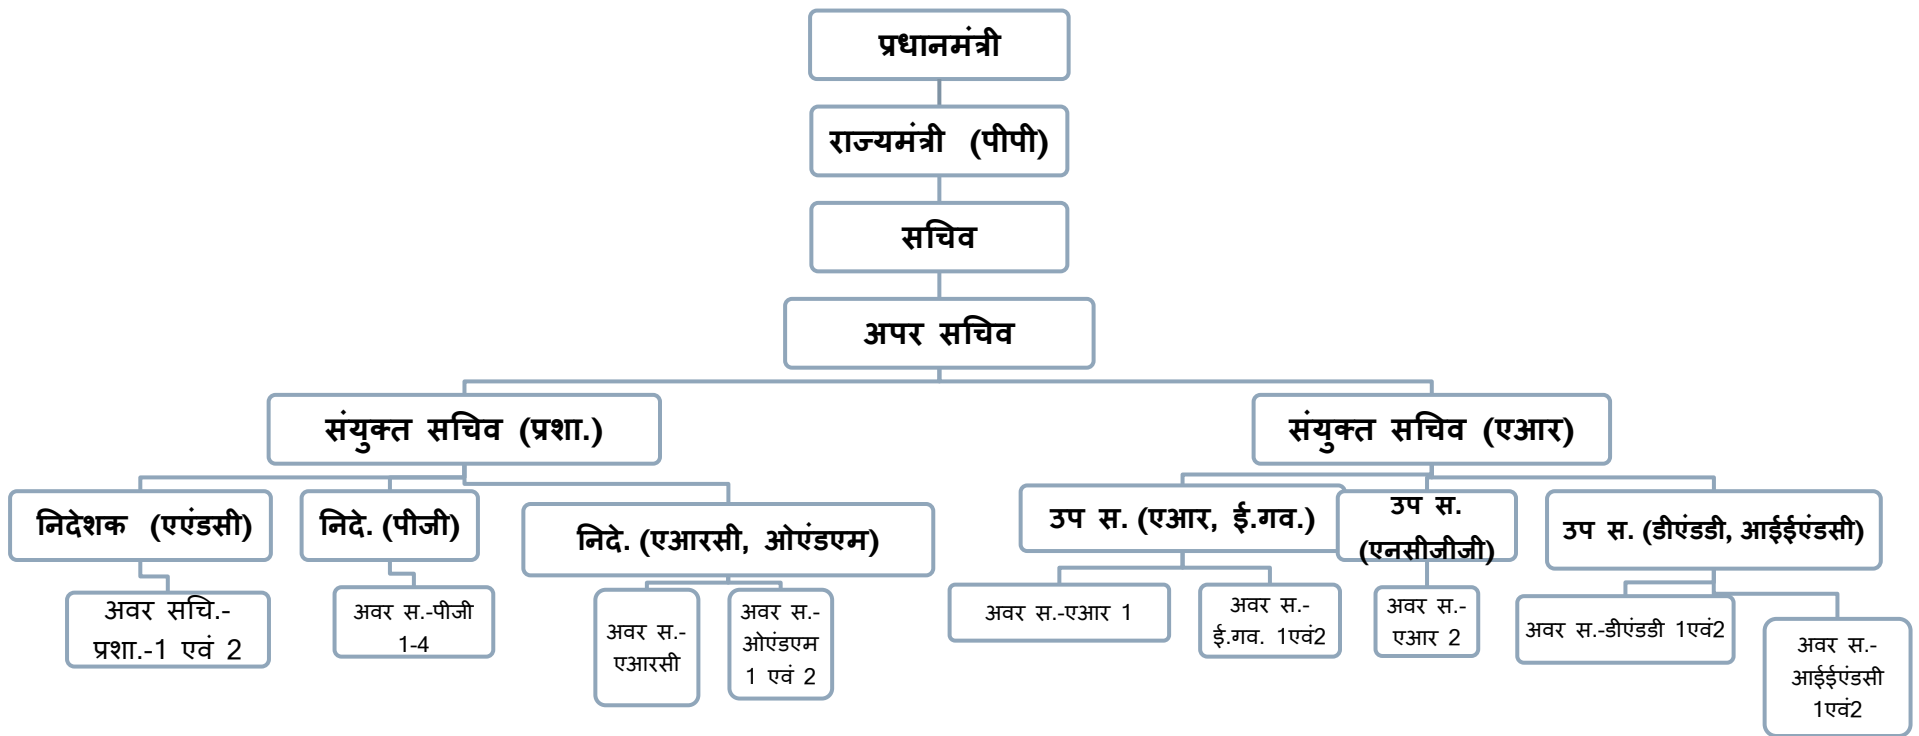 प्रधानमंत्री
राज्यमंत्री (पीपी)
सचिव
अपर सचिव
संयुक्त सचिव (प्रशा.)
संयुक्त सचिव (एआर)
निदेशक (एएंडसी)
निदे. (पीजी)
निदे. (एआरसी, ओएंडएम)
उप स. (एआर, ई.गव.)
उप स.
(एनसीजीजी)
उप स. (डीएंडडी, आईईएंडसी)
अवर सचि.-
प्रशा.-1 एवं 2
अवर स.-पीजी
1-4
अवर स.-
एआरसी
अवर स.-
ओएंडएम
1 एवं 2
अवर स.-एआर 1
अवर स.-
ई.गव. 1एवं2
अवर स.-
एआर 2
अवर स.-डीएंडडी 1एवं2
अवर स.-
आईईएंडसी
1एवं2